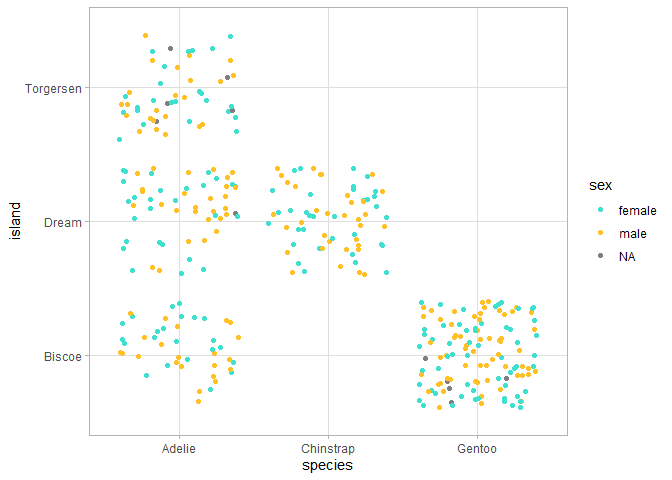 Torgersen
Dream
Biscoe
island
Adelie
Chinstrap
Gentoo
species
sex
female
male
NA